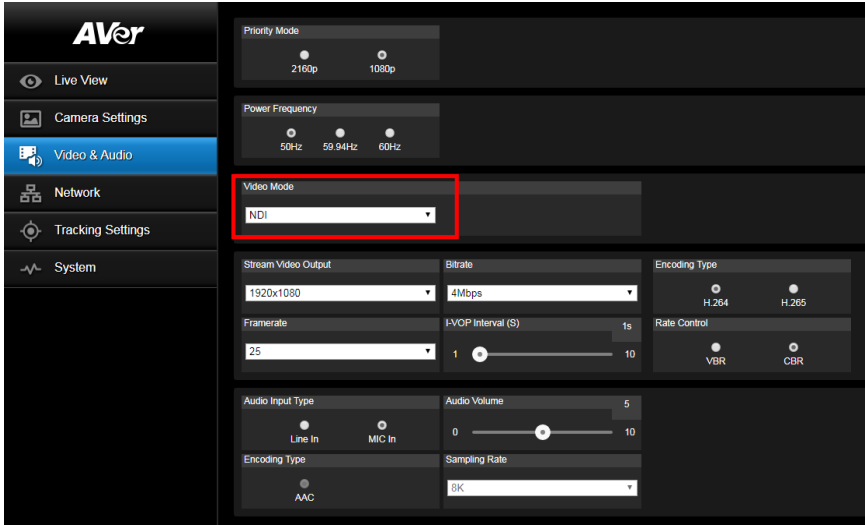 AVer
Live View
Camera Settings
Video & Audio
Network
Tracking Settings
System
Priority Mode
2160p 1080p
Power Frequency
50Hz 59.94Hz 60Hz
Video Mode
NDI
Stream Video Output Bitrate Encoding Type
1920x1080 4Mbps H.264 H.265
Framerate I-VOP Interval (S) 1s Rate Control
25 1 10 VBR CBR
Audio Input Type Audio Volume 5
Line In MIC In 0 10
Encoding Type Sampling Rate
AAC 8K